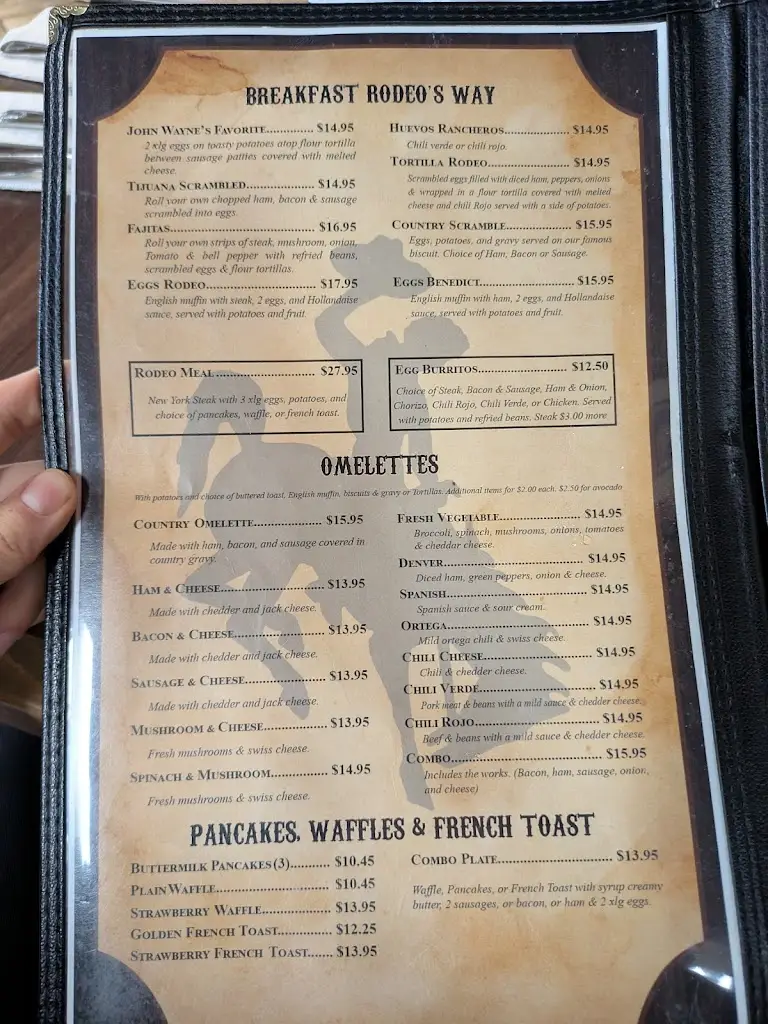 BREAKFAST RODEO'S WAY
JOHN WAYNE'S FAVORITE............. $14.95
2 xlg eggs on toasty potatoes atop flour tortilla
between sausage patties covered with melted
cheese.
TIJUANA SCRAMBLED..................... $14.95
Roll your own chopped ham, bacon & sausage
scrambled into eggs.
FAJITAS............................................... $16.95
Roll your own strips of steak, mushroom, onion,
Tomato & bell pepper with refried beans,
scrambled eggs & flour tortillas.
EGGS RODEO...................................... $17.95
English muffin with steak, 2 eggs, and Hollandaise
sauce, served with potatoes and fruit.
HUEVOS RANCHEROS..................... $14.95
Chili verde or chili rojo.
TORTILLA RODEO........................... $14.95
Scrambled eggs filled with diced ham, peppers, onions
& wrapped in a flour tortilla covered with melted
cheese and chili Rojo served with a side of potatoes.
COUNTRY SCRAMBLE...................... $15.95
Eggs, potatoes, and gravy served on our famous
biscuit. Choice of Ham, Bacon or Sausage.
EGGS BENEDICT............................... $15.95
English muffin with ham, 2 eggs, and Hollandaise
sauce, served with potatoes and fruit.
RODEO MEAL .............................. $27.95
New York Steak with 3 xlg eggs, potatoes, and
choice of pancakes, waffle, or french toast.
EGG BURRITOS............................. $12.50
Choice of Steak, Bacon & Sausage, Ham & Onion,
Chorizo, Chili Rojo, Chili Verde, or Chicken. Served
with potatoes and refried beans. Steak $3.00 more
OMELETTES
With potatoes and choice of buttered toast, English muffin, biscuits & gravy or Tortillas. Additional items for $2.00 each. $2.50 for avocado
COUNTRY OMELETTE..................... $15.95
Made with ham, bacon, and sausage covered in
country gravy.
HAM & CHEESE................................ $13.95
Made with chedder and jack cheese.
BACON & CHEESE............................ $13.95
Made with chedder and jack cheese.
SAUSAGE & CHEESE......................... $13.95
Made with chedder and jack cheese.
MUSHROOM & CHEESE.................... $13.95
Fresh mushrooms & swiss cheese.
SPINACH & MUSHROOM.................. $14.95
Fresh mushrooms & swiss cheese.
FRESH VEGETABLE......................... $14.95
Broccoli, spinach, mushrooms, onions, tomatoes
& cheddar cheese.
DENVER............................................... $14.95
Diced ham, green peppers, onion & cheese.
SPANISH................................................ $14.95
Spanish sauce & sour cream.
ORTEGA............................................... $14.95
Mild ortega chili & swiss cheese.
CHILI CHEESE.................................. $14.95
Chili & chedder cheese.
CHILI VERDE.................................... $14.95
Pork meat & beans with a mild sauce & chedder cheese.
CHILI ROJO....................................... $14.95
Beef & beans with a mild sauce & chedder cheese.
COMBO................................................ $15.95
Includes the works. (Bacon, ham, sausage, onion,
and cheese)
PANCAKES, WAFFLES & FRENCH TOAST
BUTTERMILK PANCAKES (3).......... $10.45
PLAIN WAFFLE.................................. $10.45
STRAWBERRY WAFFLE.................... $13.95
GOLDEN FRENCH TOAST................ $12.25
STRAWBERRY FRENCH TOAST....... $13.95
COMBO PLATE................................. $13.95
Waffle, Pancakes, or French Toast with syrup creamy
butter, 2 sausages, or bacon, or ham & 2 xlg eggs.